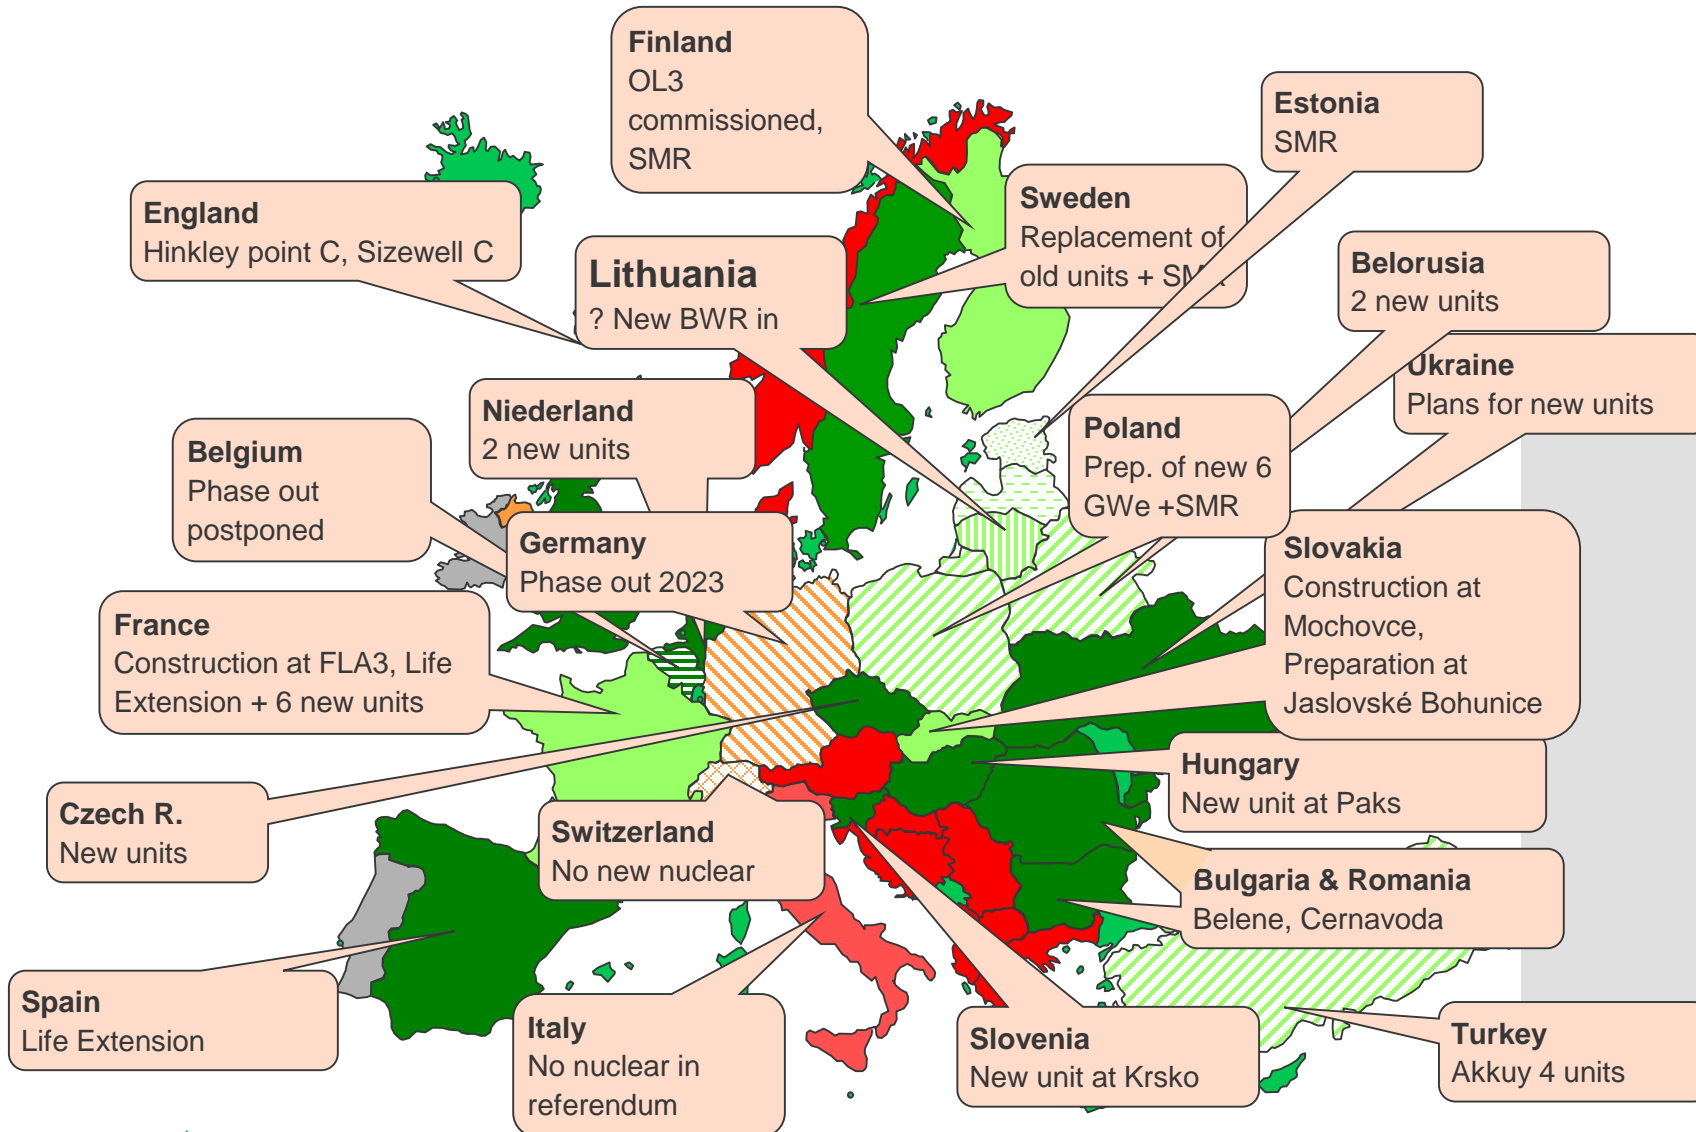 Finland
OL3
commissioned,
SMR
Estonia
SMR
England
Hinkley point C, Sizewell C
Sweden
Replacement of
old units + SMR
Lithuania
? New BWR in
Belorusia
2 new units
Ukraine
Plans for new units
Niederland
2 new units
Belgium
Phase out
postponed
Poland
Prep. of new 6
GWe +SMR
Germany
Phase out 2023
Slovakia
Construction at
Mochovce,
Preparation at
Jaslovské Bohunice
France
Construction at FLA3, Life
Extension + 6 new units
Hungary
New unit at Paks
Czech R.
New units
Switzerland
No new nuclear
Bulgaria & Romania
Belene, Cernavoda
Spain
Life Extension
Italy
No nuclear in
referendum
Slovenia
New unit at Krsko
Turkey
Akkuy 4 units